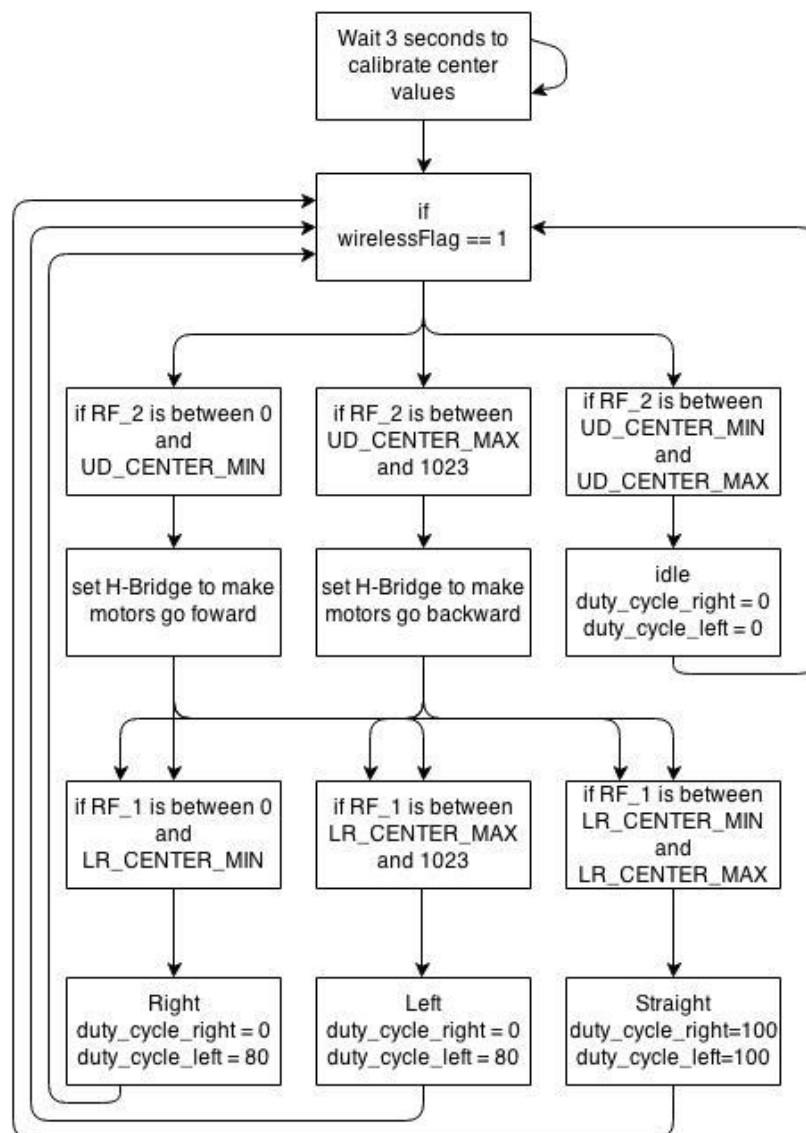 Wait 3 seconds to
calibrate center
values
if
wirelessFlag == 1
if RF_2 is between 0
and
UD_CENTER_MIN
if RF_2 is between
UD_CENTER_MAX
and 1023
if RF_2 is between
UD_CENTER_MIN
and
UD_CENTER_MAX
set H-Bridge to make
motors go foward
set H-Bridge to make
motors go backward
idle
duty_cycle_right = 0
duty_cycle_left = 0
if RF_1 is between 0
and
LR_CENTER_MIN
if RF_1 is between
LR_CENTER_MAX
and 1023
if RF_1 is between
LR_CENTER_MIN
and
LR_CENTER_MAX
Right
duty_cycle_right = 0
duty_cycle_left = 80
Left
duty_cycle_right = 0
duty_cycle_left = 80
Straight
duty_cycle_right=100
duty_cycle_left=100